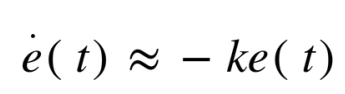 ė( t) ≈ − ke( t)